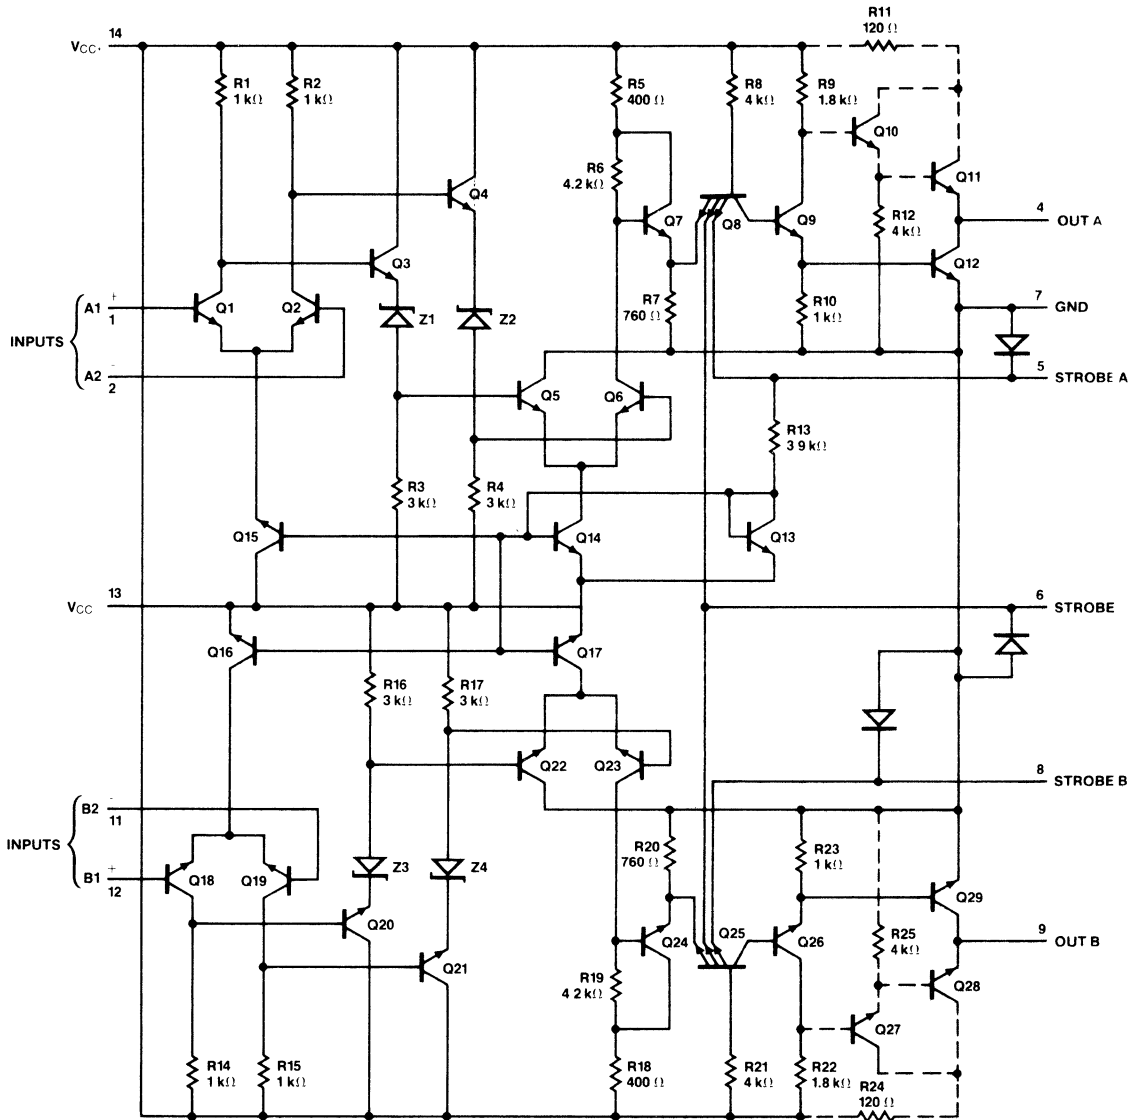 R11
120 Ω
14
VCC+
R1
1 kΩ
R2
1 kΩ
R5
400 Ω
R8
4 kΩ
R9
1.8 kΩ
Q10
R6
4.2 kΩ
Q4
Q7
Q8
Q9
Q11
R12
4 kΩ
4
OUT A
Q3
Q12
R7
760 Ω
R10
1 kΩ
+
A1
1
Q1
Q2
Z1
Z2
7
GND
INPUTS
-
A2
2
5
STROBE A
Q5
Q6
R13
3 9 kΩ
R3
3 kΩ
R4
3 kΩ
Q15
Q14
Q13
13
VCC
6
STROBE
Q16
Q17
R16
3 kΩ
R17
3 kΩ
Q22
Q23
8
STROBE B
-
B2
11
INPUTS
+
B1
12
R20
760 Ω
R23
1 kΩ
Z3
Z4
Q18
Q19
Q29
Q20
Q24
Q25
Q26
R25
4 kΩ
9
OUT B
Q21
R19
4 2 kΩ
Q28
Q27
R14
1 kΩ
R15
1 kΩ
R18
400 Ω
R21
4 kΩ
R22
1.8 kΩ
R24
120 Ω